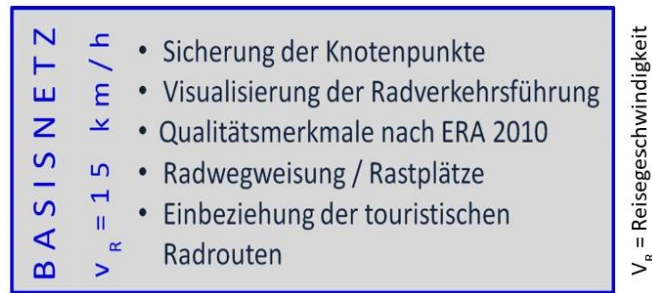 BASISNETZ
v_R = 15 km/h
• Sicherung der Knotenpunkte
• Visualisierung der Radverkehrsführung
• Qualitätsmerkmale nach ERA 2010
• Radwegweisung / Rastplätze
• Einbeziehung der touristischen
Radrouten
V_R = Reisegeschwindigkeit